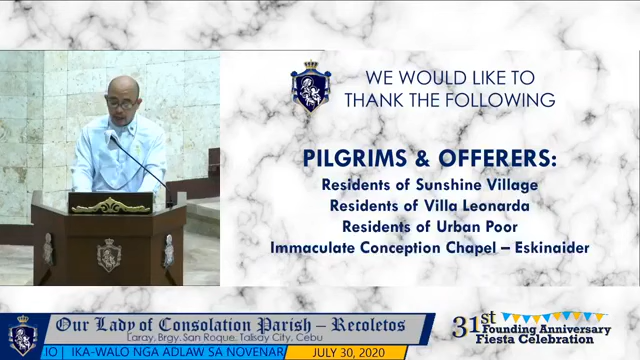 WE WOULD LIKE TO
THANK THE FOLLOWING
PILGRIMS & OFFERERS:
Residents of Sunshine Village
Residents of Villa Leonarda
Residents of Urban Poor
Immaculate Conception Chapel – Eskinaider
Our Lady of Consolation Parish – Recoletos
Laray, Brgy. San Roque, Talisay City, Cebu
31st
Founding Anniversary
Fiesta Celebration
IO | IKA-WALO NGA ADLAW SA NOVENAR
JULY 30, 2020